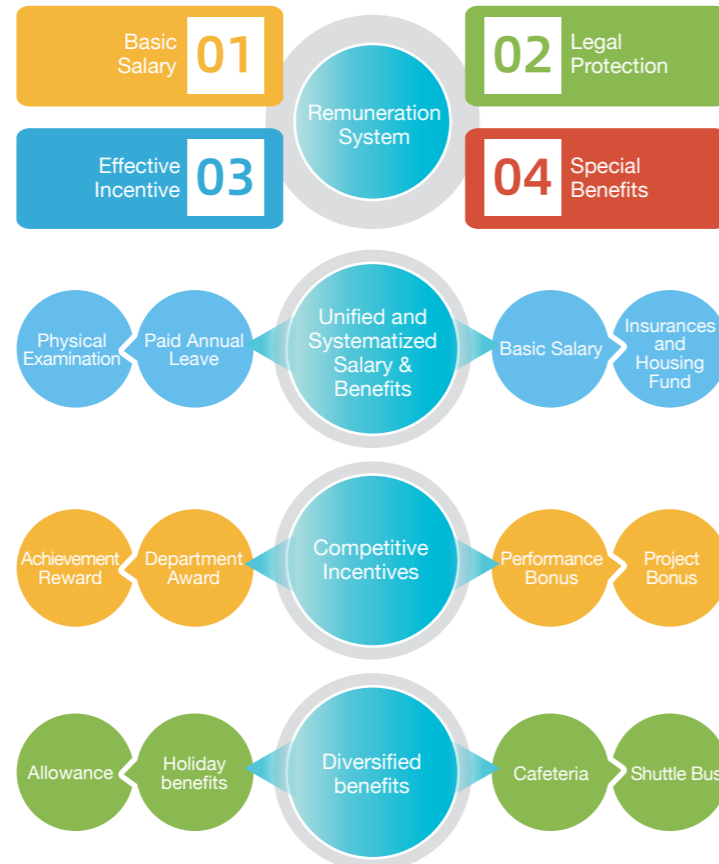 Basic
Salary
01
Remuneration
System
02
Legal
Protection
Effective
Incentive
03
04
Special
Benefits
Physical
Examination
Paid Annual
Leave
Unified and
Systematized
Salary &
Benefits
Basic Salary
Insurances
and
Housing
Fund
Achievement
Reward
Department
Award
Competitive
Incentives
Performance
Bonus
Project
Bonus
Allowance
Holiday
benefits
Diversified
benefits
Cafeteria
Shuttle Bus